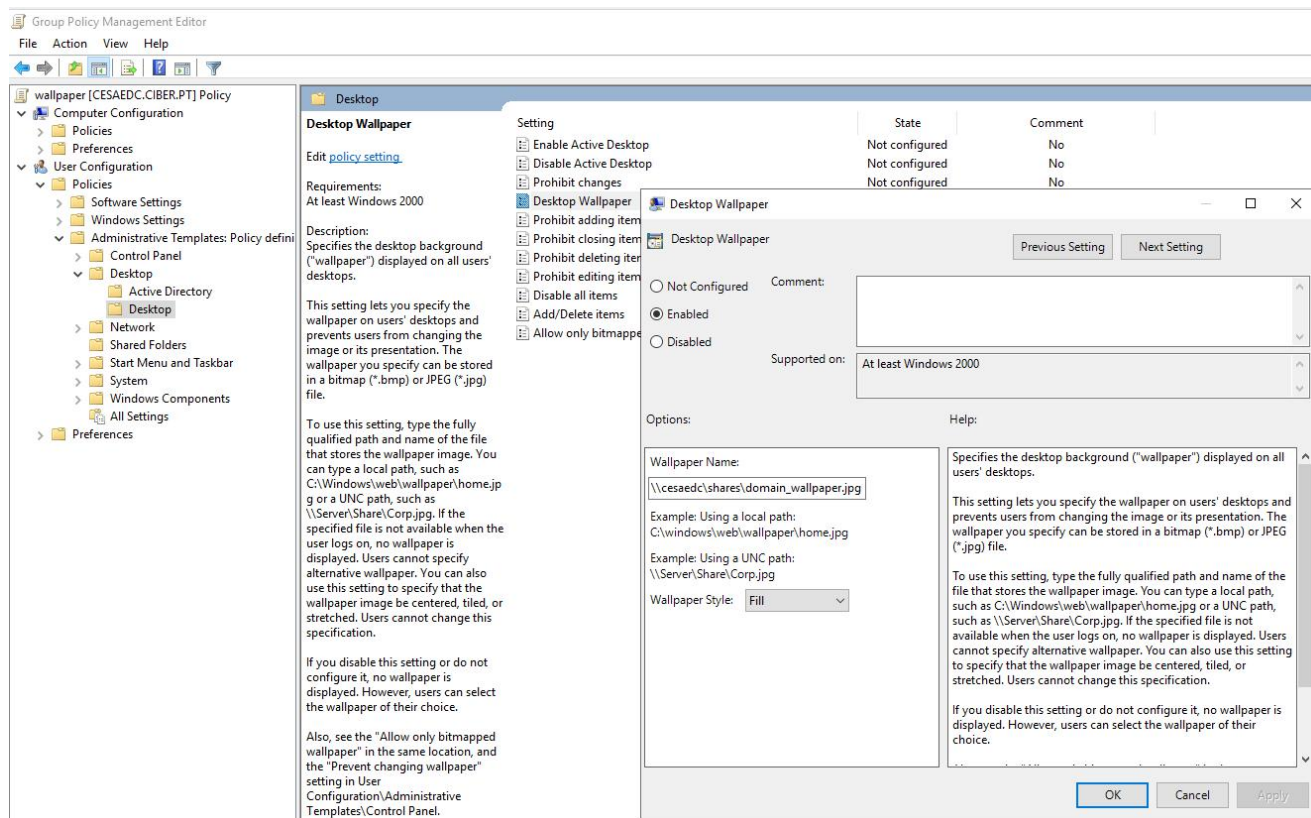 Group Policy Management Editor
File Action View Help
wallpaper [CESAEDC.CIBER.PT] Policy
Computer Configuration
Policies
Preferences
User Configuration
Policies
Software Settings
Windows Settings
Administrative Templates: Policy defini
Control Panel
Desktop
Active Directory
Desktop
Network
Shared Folders
Start Menu and Taskbar
System
Windows Components
All Settings
Preferences
Desktop
Desktop Wallpaper
Edit policy setting
Requirements:
At least Windows 2000
Description:
Specifies the desktop background
("wallpaper") displayed on all users'
desktops.
This setting lets you specify the
wallpaper on users' desktops and
prevents users from changing the
image or its presentation. The
wallpaper you specify can be stored
in a bitmap (*.bmp) or JPEG (*.jpg)
file.
To use this setting, type the fully
qualified path and name of the file
that stores the wallpaper image. You
can type a local path, such as
C:\Windows\web\wallpaper\home.jp
g or a UNC path, such as
\\Server\Share\Corp.jpg. If the
specified file is not available when the
user logs on, no wallpaper is
displayed. Users cannot specify
alternative wallpaper. You can also
use this setting to specify that the
wallpaper image be centered, tiled, or
stretched. Users cannot change this
specification.
If you disable this setting or do not
configure it, no wallpaper is
displayed. However, users can select
the wallpaper of their choice.
Also, see the "Allow only bitmapped
wallpaper" in the same location, and
the "Prevent changing wallpaper"
setting in User
Configuration\Administrative
Templates\Control Panel.
Setting State Comment
Enable Active Desktop Not configured No
Disable Active Desktop Not configured No
Prohibit changes Not configured No
Desktop Wallpaper
Prohibit adding item
Prohibit closing item
Prohibit deleting iter
Prohibit editing item
Disable all items
Add/Delete items
Allow only bitmappe
Desktop Wallpaper
Desktop Wallpaper
Previous Setting Next Setting
Not Configured Comment:
Enabled
Disabled
Supported on: At least Windows 2000
Options: Help:
Wallpaper Name:
\\cesaedc\shares\domain_wallpaper.jpg
Example: Using a local path:
C:\windows\web\wallpaper\home.jpg
Example: Using a UNC path:
\\Server\Share\Corp.jpg
Wallpaper Style: Fill
Specifies the desktop background ("wallpaper") displayed on all
users' desktops.
This setting lets you specify the wallpaper on users' desktops and
prevents users from changing the image or its presentation. The
wallpaper you specify can be stored in a bitmap (*.bmp) or JPEG
(*.jpg) file.
To use this setting, type the fully qualified path and name of the
file that stores the wallpaper image. You can type a local path,
such as C:\Windows\web\wallpaper\home.jpg or a UNC path,
such as \\Server\Share\Corp.jpg. If the specified file is not
available when the user logs on, no wallpaper is displayed. Users
cannot specify alternative wallpaper. You can also use this setting
to specify that the wallpaper image be centered, tiled, or
stretched. Users cannot change this specification.
If you disable this setting or do not configure it, no wallpaper is
displayed. However, users can select the wallpaper of their
choice.
OK Cancel Apply